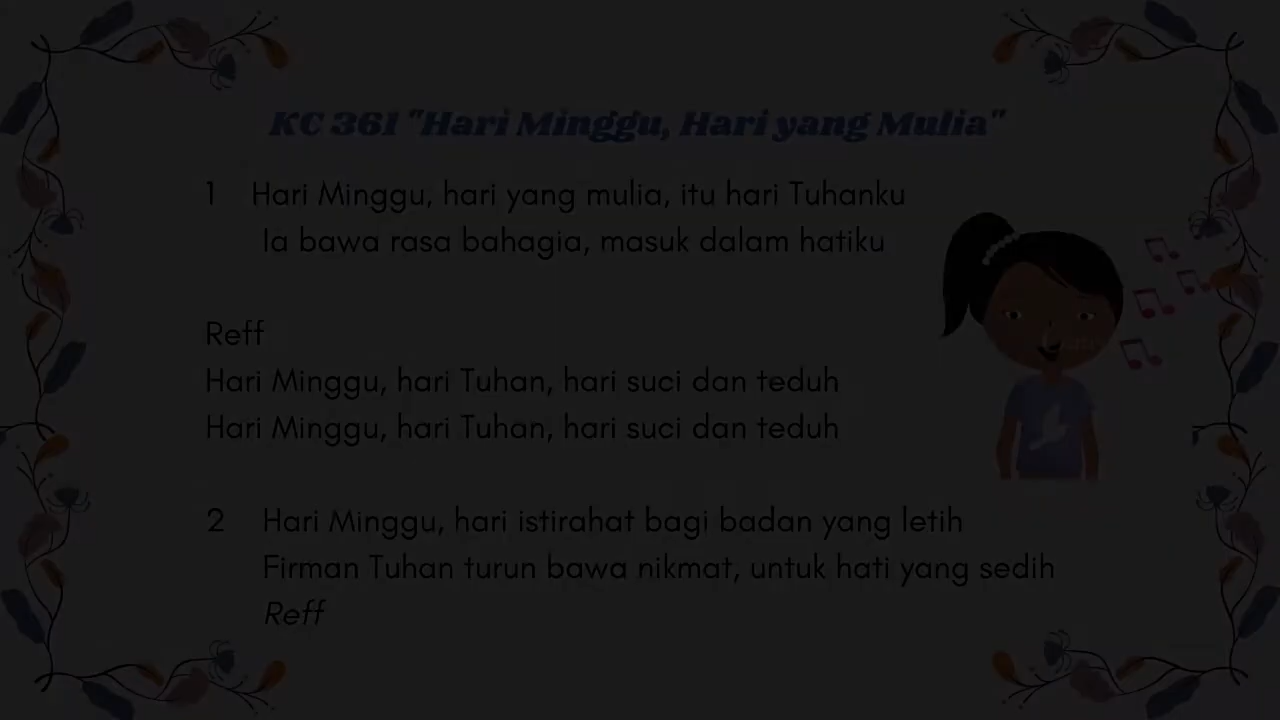 KC 361 "Hari Minggu, Hari yang Mulia"
1 Hari Minggu, hari yang mulia, itu hari Tuhanku
Ia bawa rasa bahagia, masuk dalam hatiku
Reff
Hari Minggu, hari Tuhan, hari suci dan teduh
Hari Minggu, hari Tuhan, hari suci dan teduh
2 Hari Minggu, hari istirahat bagi badan yang letih
Firman Tuhan turun bawa nikmat, untuk hati yang sedih
Reff